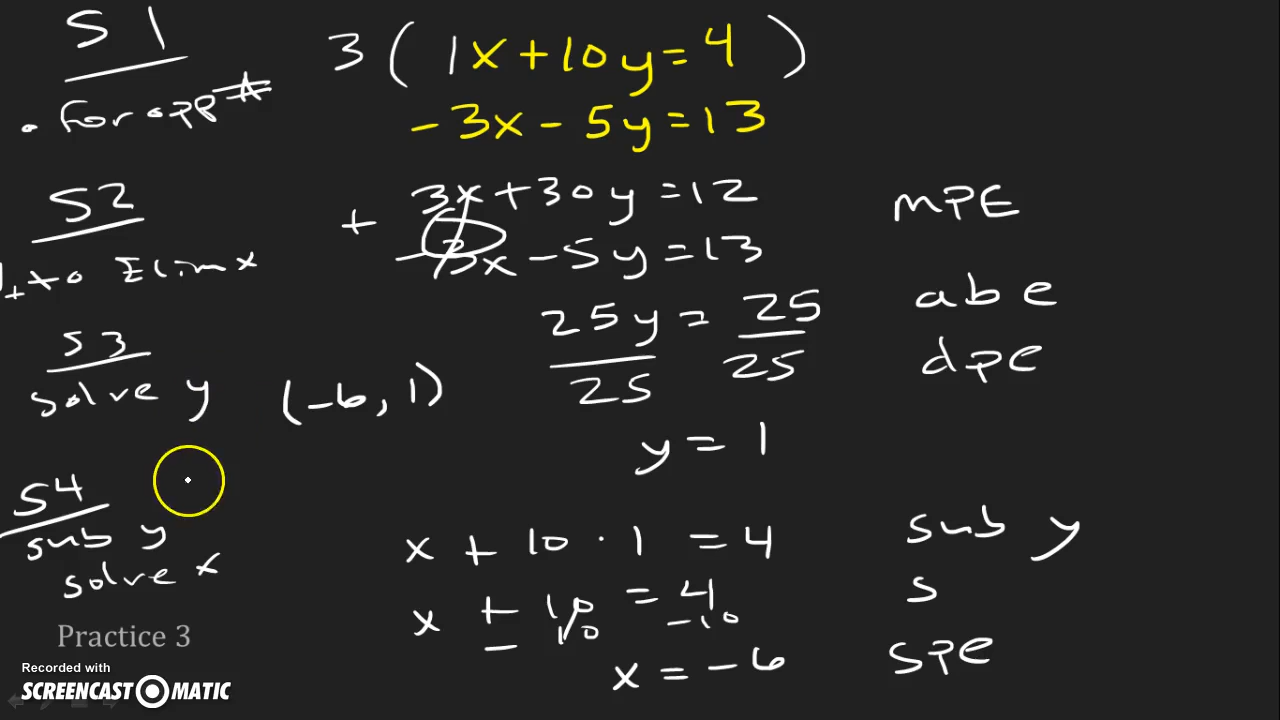 S1
• For opp #
3 ( 1x + 10y = 4 )
-3x - 5y = 13
S2
+ to Elim x
+ 3x + 30y = 12
-3x - 5y = 13
mPE
25y = 25
abe
25 25
dpe
S3
solve y
(-6, 1)
y = 1
S4
sub y
solve x
x + 10 · 1 = 4
sub y
x + 10 = 4
s
- 10 -10
x = -6
spe
Practice 3
Recorded with
SCREENCAST O MATIC